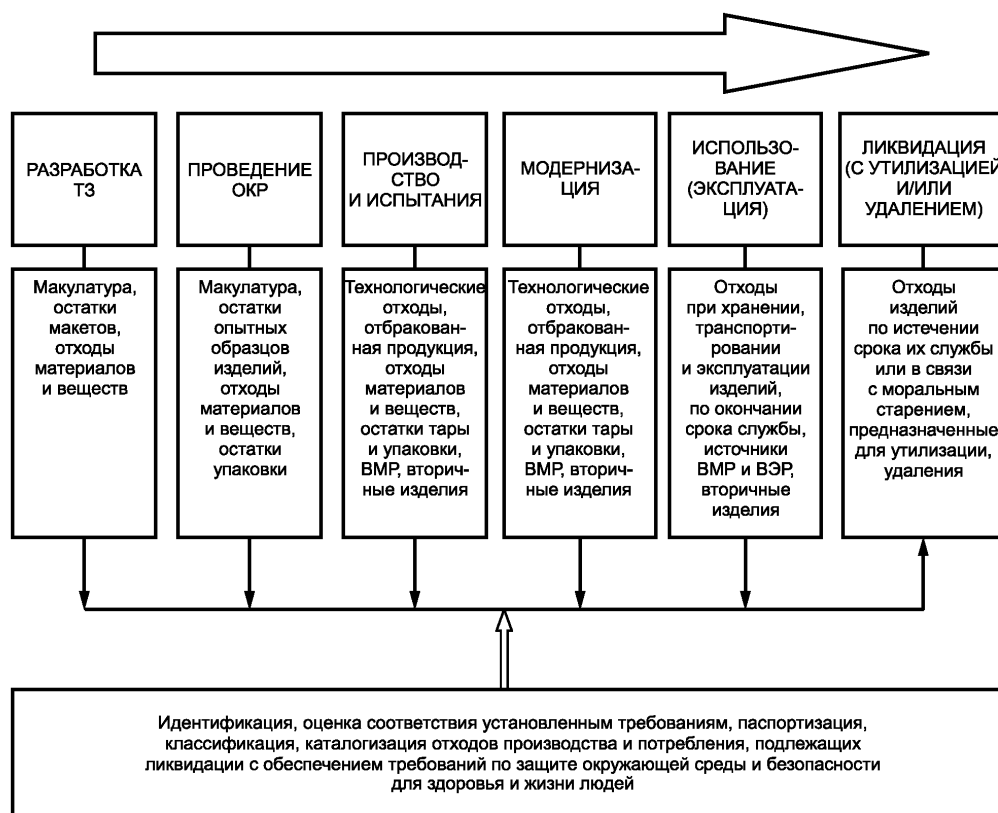 РАЗРАБОТКА
ТЗ
ПРОВЕДЕНИЕ
ОКР
ПРОИЗВОД-
СТВО
И ИСПЫТАНИЯ
МОДЕРНИЗА-
ЦИЯ
ИСПОЛЬЗО-
ВАНИЕ
(ЭКСПЛУАТА-
ЦИЯ)
ЛИКВИДАЦИЯ
(С УТИЛИЗАЦИЕЙ
И/ИЛИ
УДАЛЕНИЕМ)
Макулатура,
остатки
макетов,
отходы
материалов
и веществ
Макулатура,
остатки
опытных
образцов
изделий,
отходы
материалов
и веществ,
остатки
упаковки
Технологические
отходы,
отбракован-
ная продукция,
отходы
материалов
и веществ,
остатки тары
и упаковки,
ВМР, вторич-
ные изделия
Технологические
отходы,
отбракован-
ная продукция,
отходы
материалов
и веществ,
остатки тары
и упаковки,
ВМР, вторич-
ные изделия
Отходы
при хранении,
транспорти-
ровании
и эксплуатации
изделий,
по окончании
срока службы,
источники
ВМР и ВЭР,
вторичные
изделия
Отходы
изделий
по истечении
срока их службы
или в связи
с моральным
старением,
предназначенные
для утилизации,
удаления
Идентификация, оценка соответствия установленным требованиям, паспортизация,
классификация, каталогизация отходов производства и потребления, подлежащих
ликвидации с обеспечением требований по защите окружающей среды и безопасности
для здоровья и жизни людей